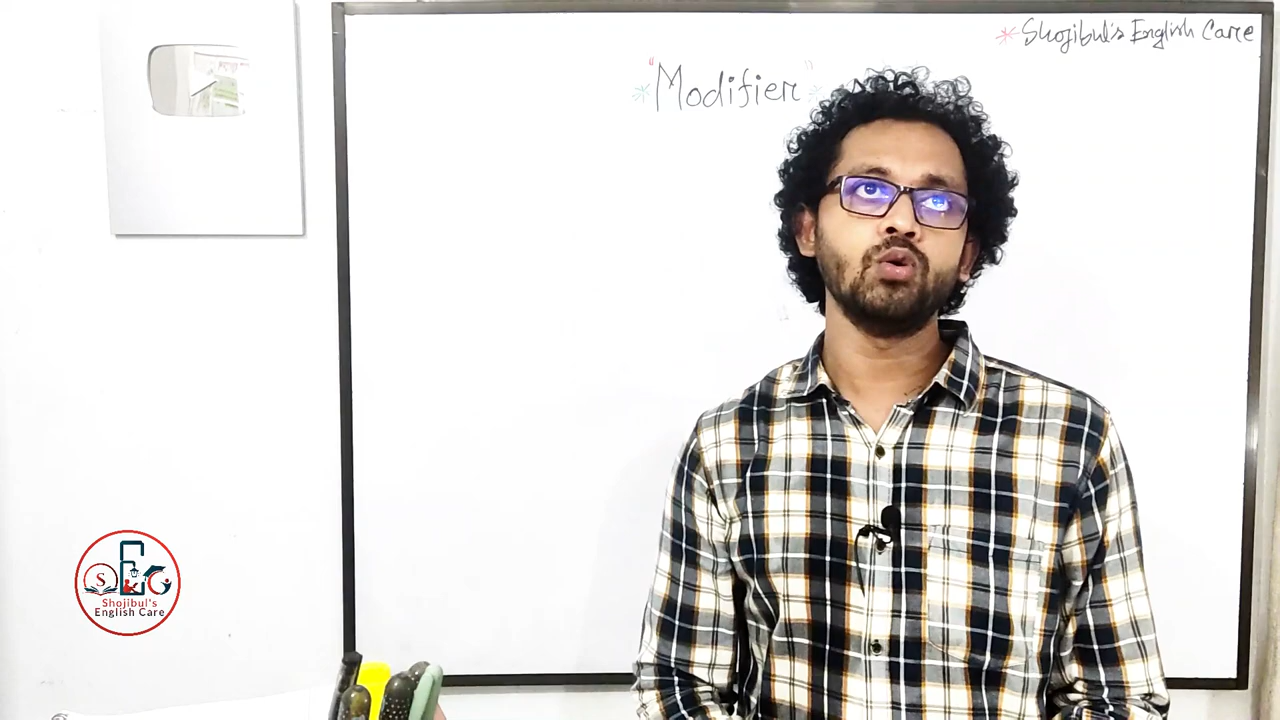 * Shojibul's English Care
* "Modifier" *
S
Shojibul's
English Care